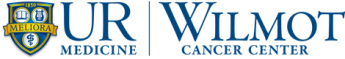 1850
MELIORA
UR
MEDICINE
WILMOT
CANCER CENTER